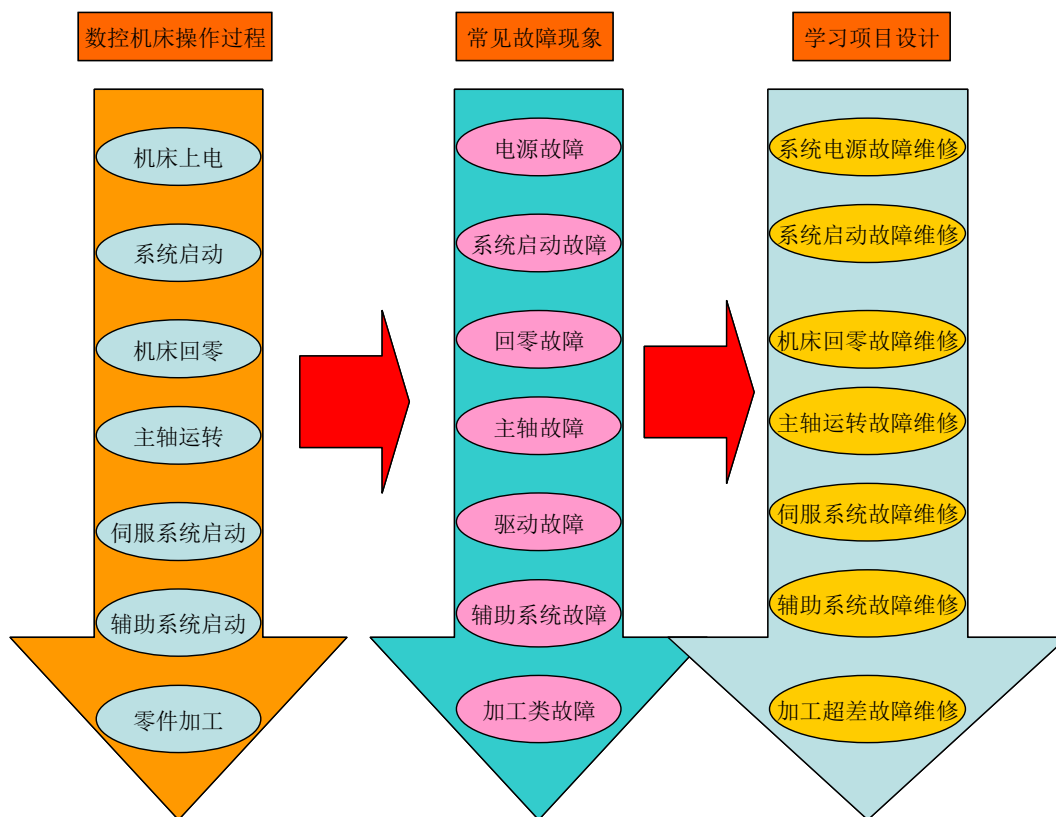 数控机床操作过程
常见故障现象
学习项目设计
机床上电
系统启动
机床回零
主轴运转
伺服系统启动
辅助系统启动
零件加工
电源故障
系统启动故障
回零故障
主轴故障
驱动故障
辅助系统故障
加工类故障
系统电源故障维修
系统启动故障维修
机床回零故障维修
主轴运转故障维修
伺服系统故障维修
辅助系统故障维修
加工超差故障维修